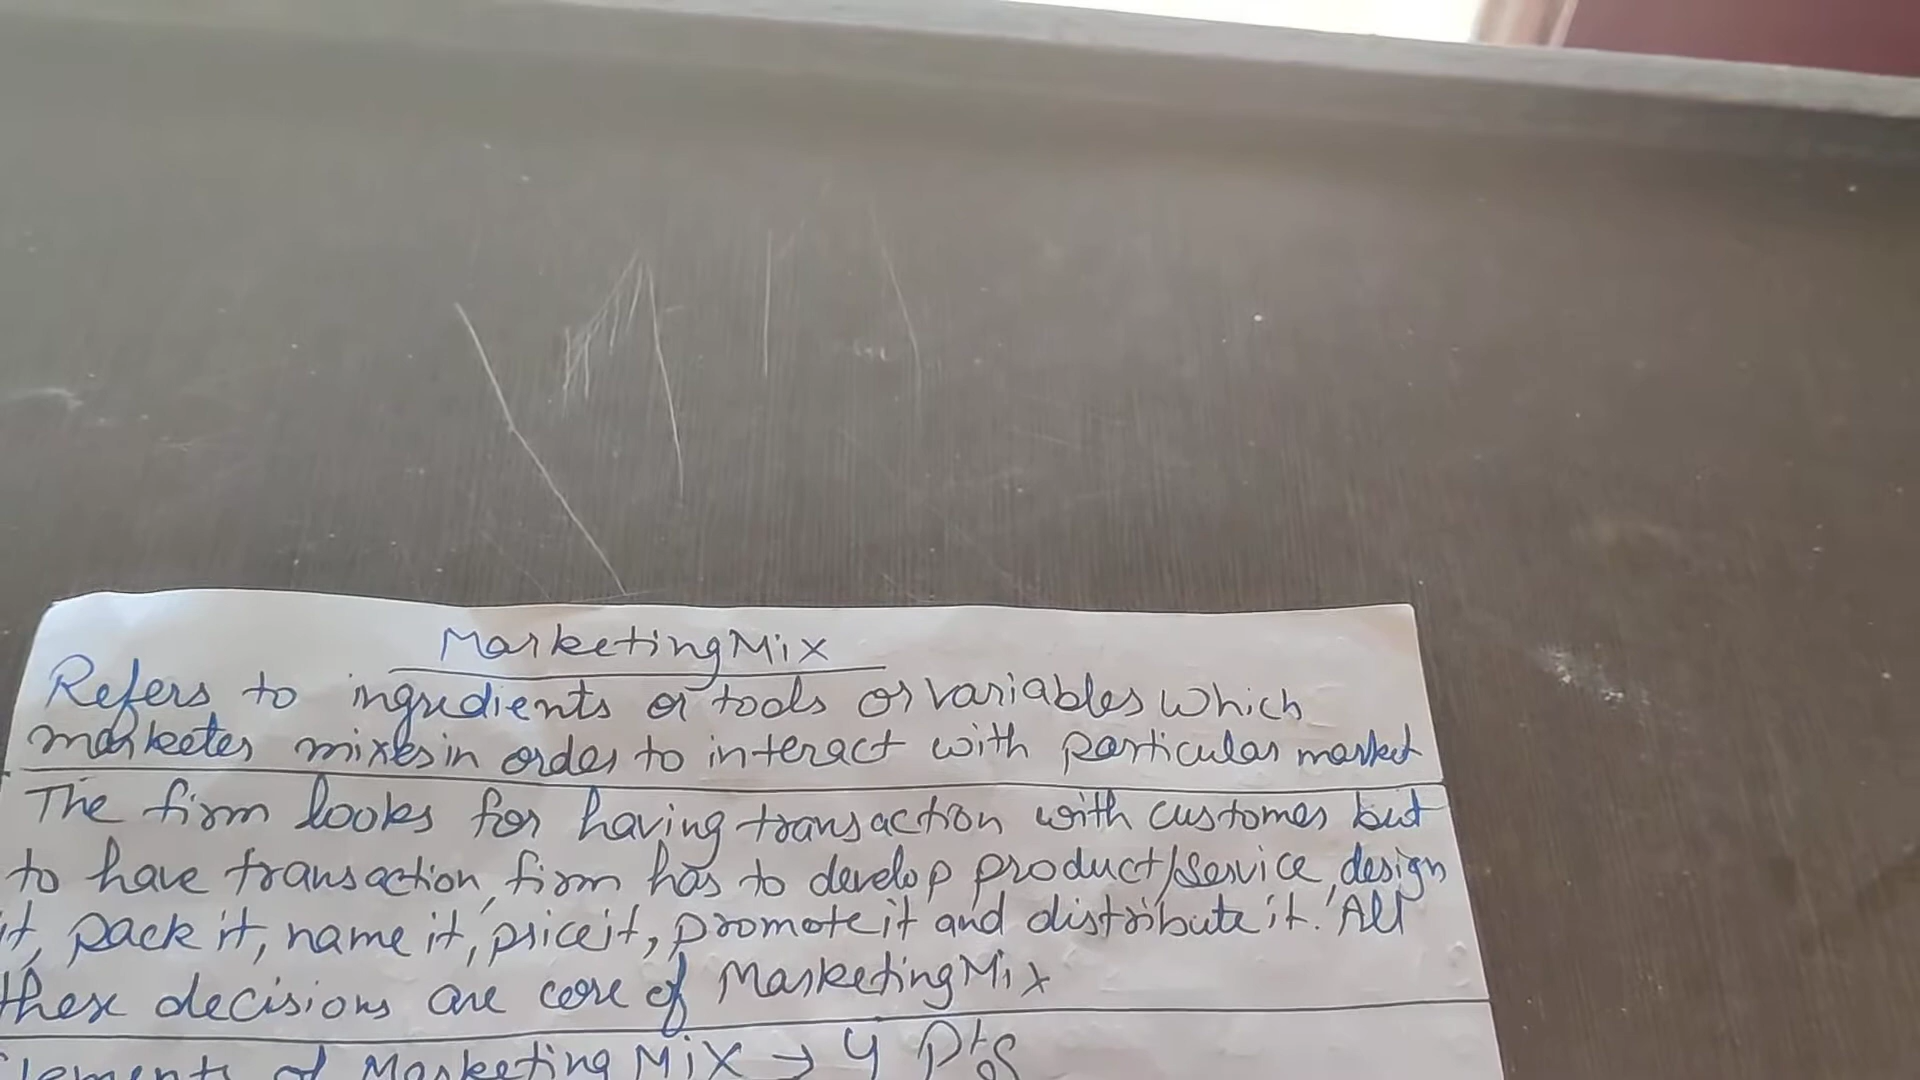 Marketing Mix
Refers to ingredients or tools or variables which
marketer mixes in order to interact with particular market
The firm looks for having transaction with customer but
to have transaction, firm has to develop product/service, design
it, pack it, name it, price it, promote it and distribute it. All
these decisions are core of Marketing Mix
Elements of Marketing Mix → 4 P's